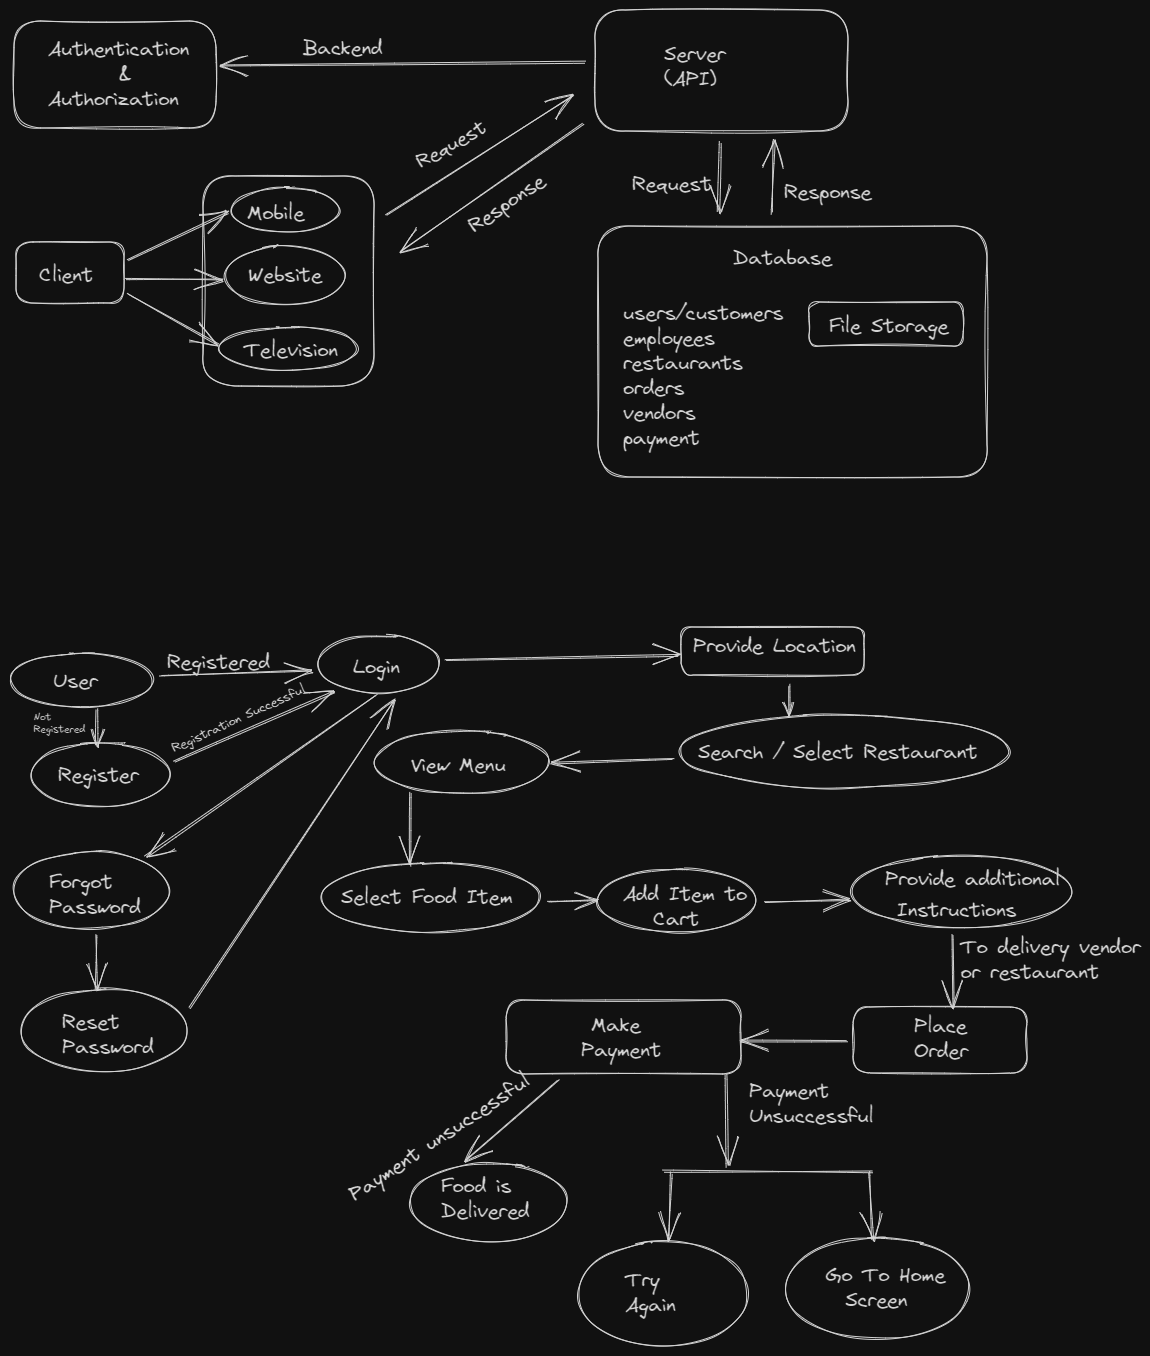 Authentication
&
Authorization
Backend
Server
(API)
Request
Response
Request
Response
Client
Mobile
Website
Television
Database
users/customers
employees
restaurants
orders
vendors
payment
File Storage
User
Registered
Login
Provide Location
Not
Registered
Registration Successful
Register
View Menu
Search / Select Restaurant
Forgot
Password
Select Food Item
Add Item to
Cart
Provide additional
Instructions
To delivery vendor
or restaurant
Reset
Password
Make
Payment
Place
Order
Payment unsuccessful
Payment
Unsuccessful
Food is
Delivered
Try
Again
Go To Home
Screen